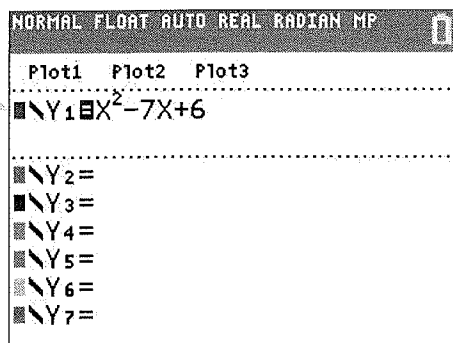 NORMAL FLOAT AUTO REAL RADIAN MP
Plot1 Plot2 Plot3
\Y1=X²-7X+6
\Y2=
\Y3=
\Y4=
\Y5=
\Y6=
\Y7=